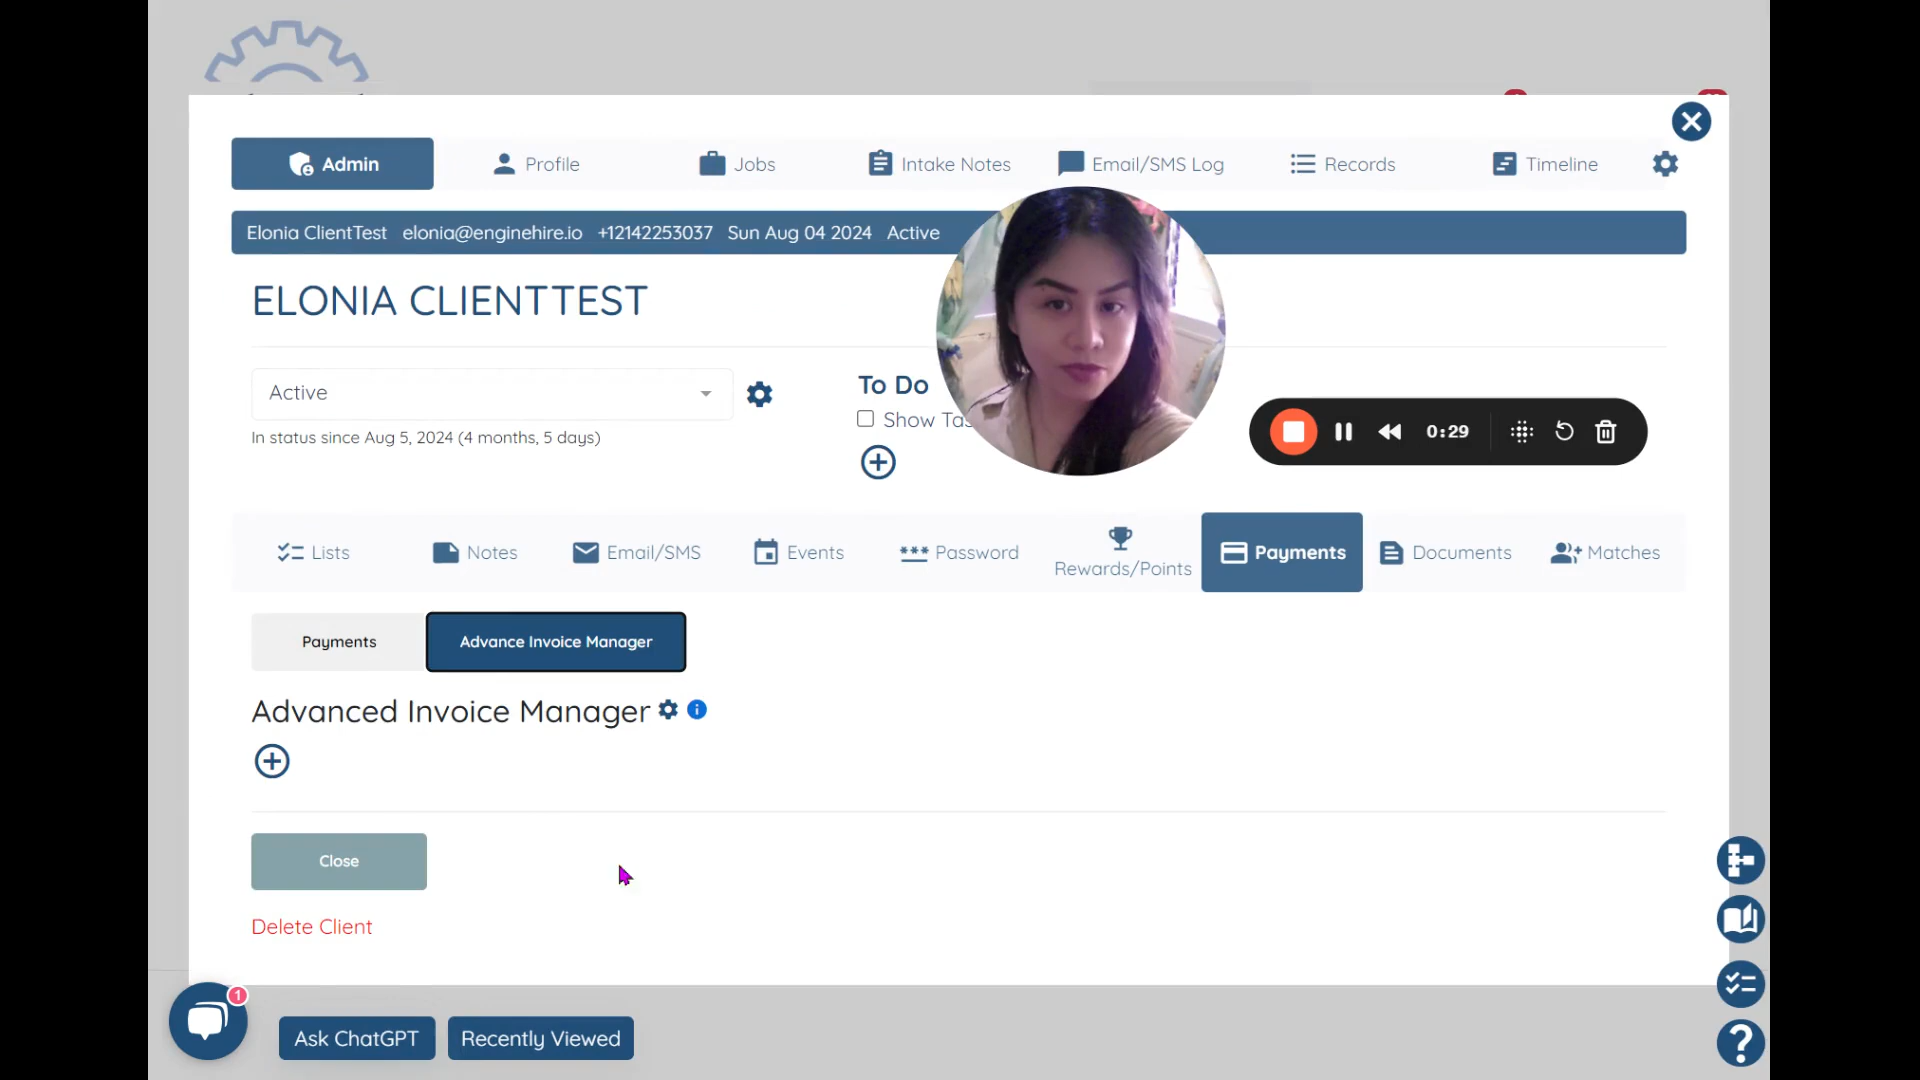 Admin
Profile
Jobs
Intake Notes
Email/SMS Log
Records
Timeline
Elonia ClientTest elonia@enginehire.io +12142253037 Sun Aug 04 2024 Active
ELONIA CLIENTTEST
Active
In status since Aug 5, 2024 (4 months, 5 days)
To Do
Show
0:29
Lists
Notes
Email/SMS
Events
*** Password
Rewards/Points
Payments
Documents
Matches
Payments
Advance Invoice Manager
Advanced Invoice Manager
Close
Delete Client
1
Ask ChatGPT
Recently Viewed